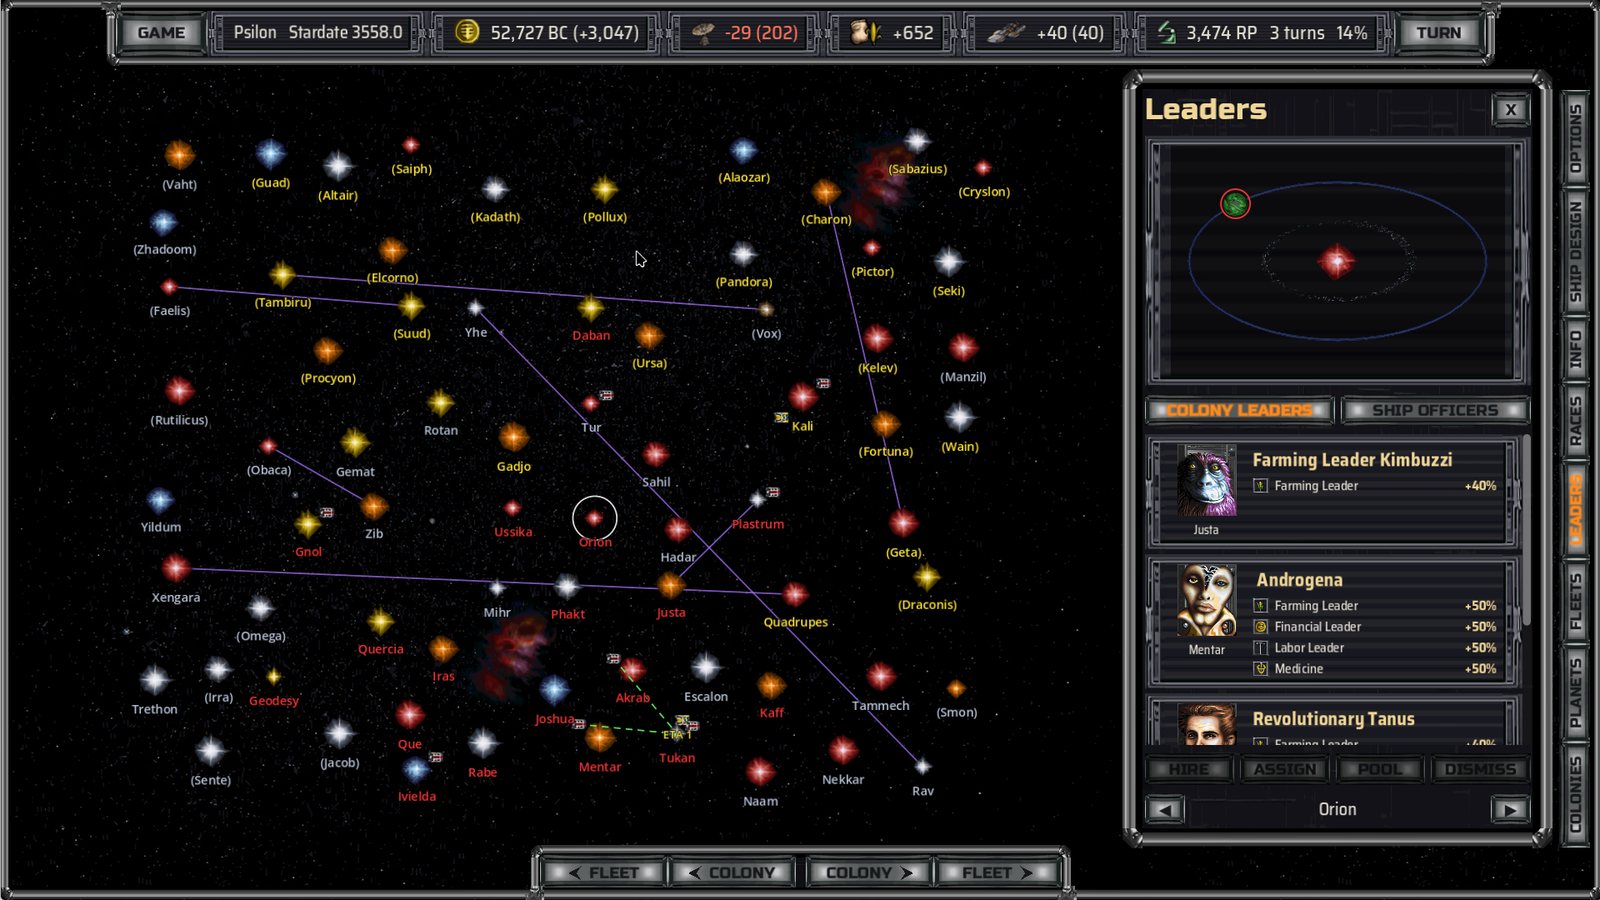 GAME
Psilon Stardate 3558.0
52,727 BC (+3,047)
-29 (202)
+652
+40 (40)
3,474 RP 3 turns 14%
TURN
(Vaht)
(Guad)
(Altair)
(Saiph)
(Kadath)
(Pollux)
(Alaozar)
(Sabazius)
(Cryslon)
(Charon)
(Zhadoom)
(Elcorno)
(Pandora)
(Pictor)
(Seki)
(Faelis)
(Tambiru)
(Suud)
Yhe
Daban
(Vox)
(Ursa)
(Procyon)
(Kelev)
(Manzil)
(Rutilicus)
Rotan
Tur
Kali
(Fortuna)
(Wain)
(Obaca)
Gemat
Gadjo
Sahil
Yildum
Gnol
Zib
Ussika
Orion
Plastrum
Hadar
(Geta)
Xengara
Mihr
Phakt
Justa
Quadrupes
(Draconis)
(Omega)
Quercia
Iras
Trethon
(Irra)
Geodesy
Joshua
Akrab
Escalon
Kaff
Tammech
(Smon)
Que
ETA 1
(Sente)
(Jacob)
Rabe
Mentar
Tukan
Nekkar
Ivielda
Naam
Rav
Leaders
X
COLONY LEADERS
SHIP OFFICERS
Farming Leader Kimbuzzi
Farming Leader +40%
Justa
Androgena
Farming Leader +50%
Financial Leader +50%
Labor Leader +50%
Medicine +50%
Mentar
Revolutionary Tanus
Farming Leader +40%
HIRE
ASSIGN
POOL
DISMISS
Orion
OPTIONS
SHIP DESIGN
INFO
RACES
LEADERS
FLEETS
PLANETS
COLONIES
FLEET
COLONY
COLONY
FLEET